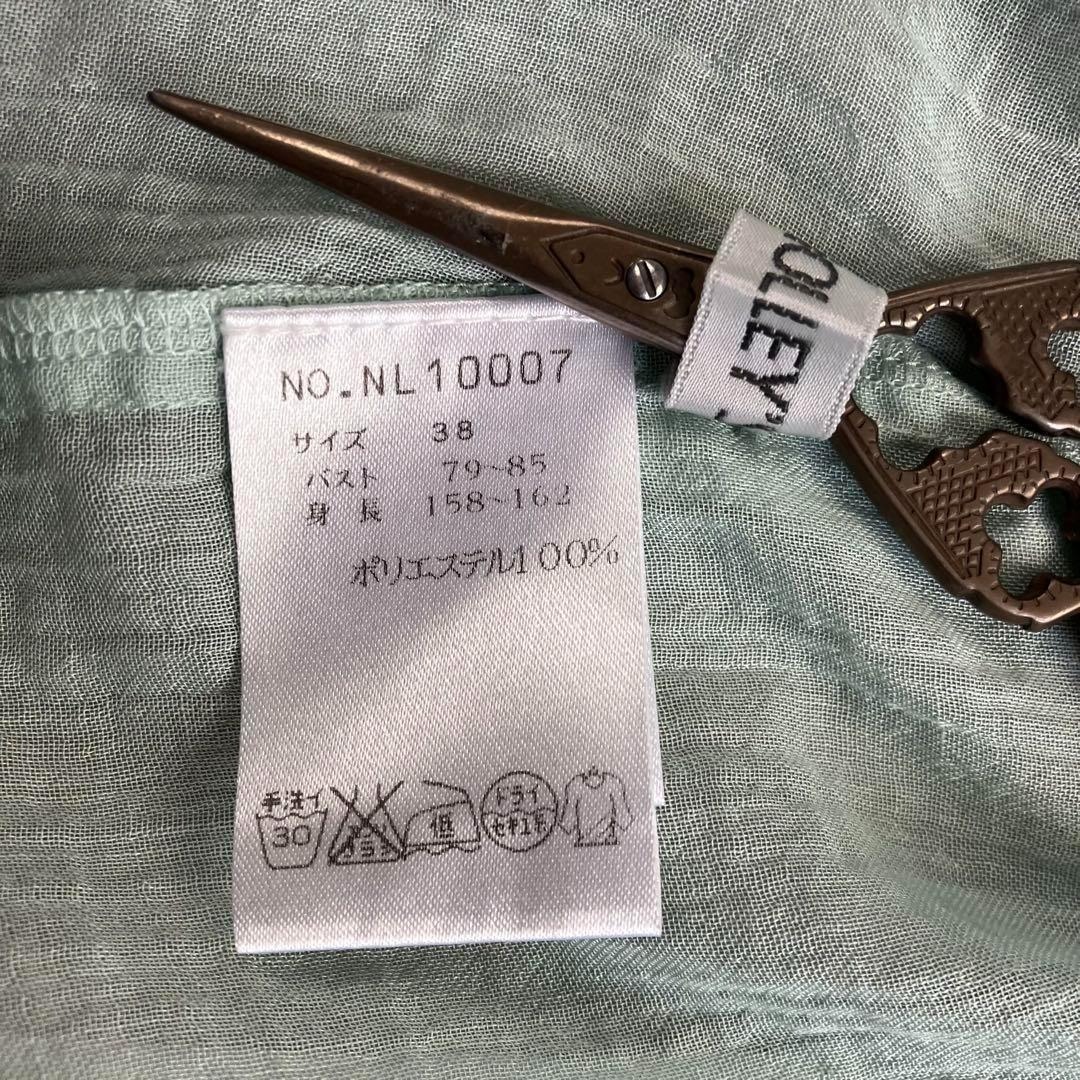 OLLEY'
NO.NL10007
サイズ 38
バスト 79~85
身長 158~162
ポリエステル100%
手洗イ
30 低 ドライ
セキユ系